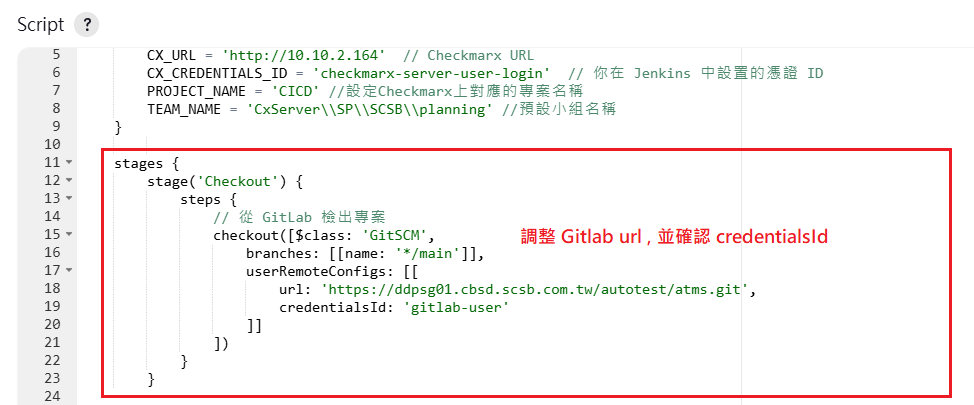 Script ?
5 CX_URL = 'http://10.10.2.164' // Checkmarx URL
6 CX_CREDENTIALS_ID = 'checkmarx-server-user-login' // 你在 Jenkins 中設置的憑證 ID
7 PROJECT_NAME = 'CICD' //設定Checkmarx上對應的專案名稱
8 TEAM_NAME = 'CxServer\\SP\\SCSB\\planning' //預設小組名稱
9 }
10
11 stages {
12 stage('Checkout') {
13 steps {
14 // 從 GitLab 檢出專案
15 checkout([$class: 'GitSCM',
調整 Gitlab url , 並確認 credentialsId
16 branches: [[name: '*/main']],
17 userRemoteConfigs: [[
18 url: 'https://ddpsg01.cbsd.scsb.com.tw/autotest/atms.git',
19 credentialsId: 'gitlab-user'
20 ]]
21 ])
22 }
23 }
24